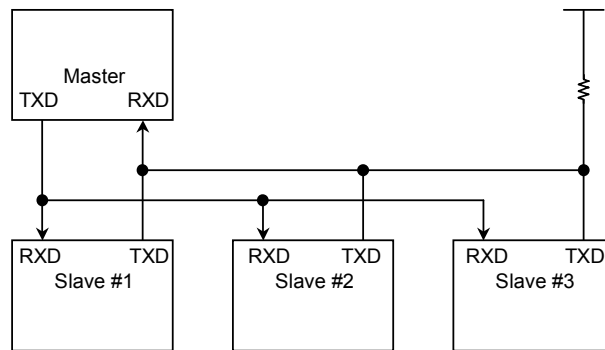 Master
TXD RXD
RXD TXD
Slave #1
RXD TXD
Slave #2
RXD TXD
Slave #3